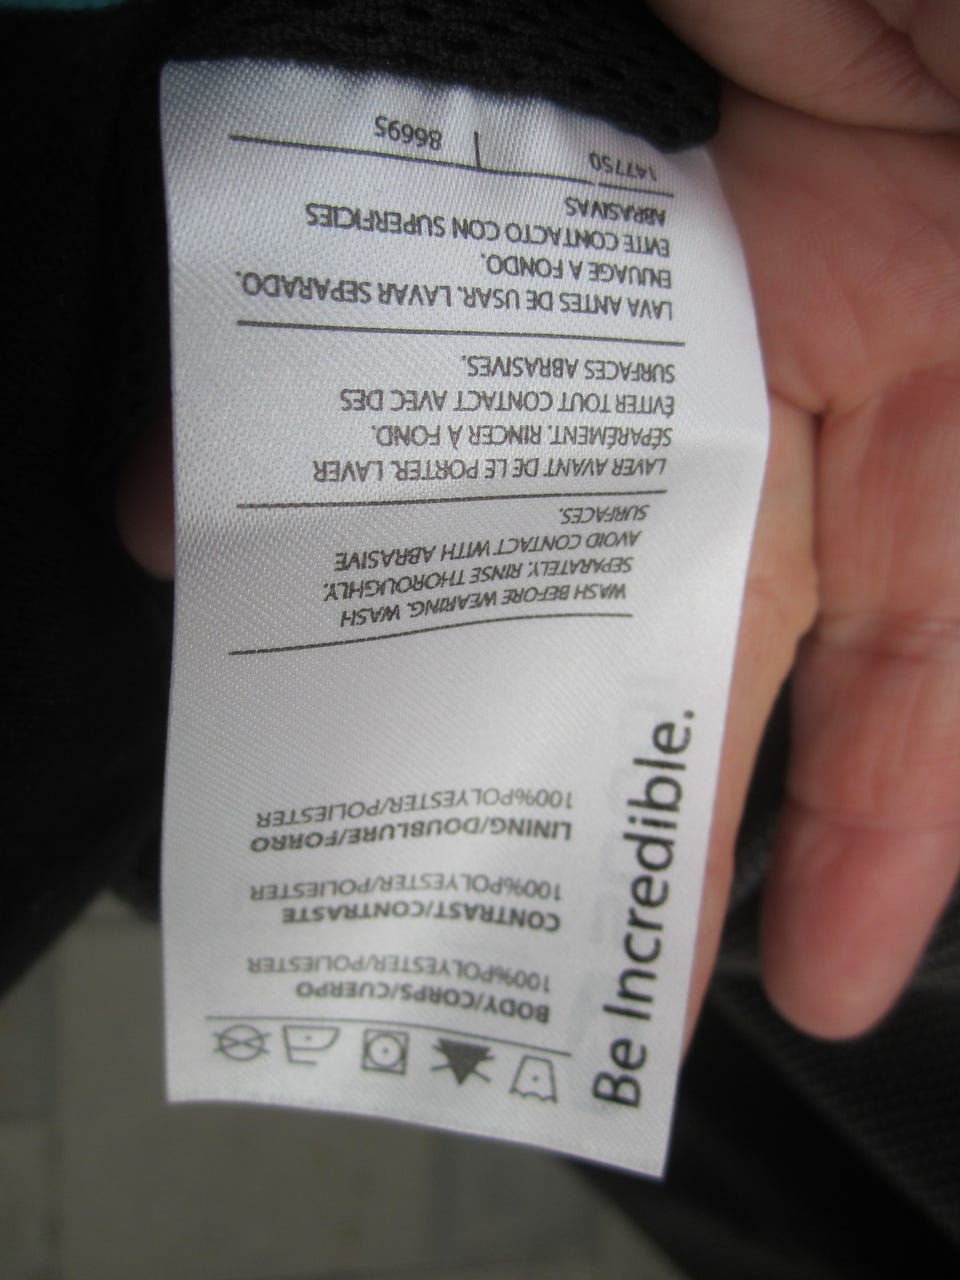 Be Incredible.
BODY/CORPS/CUERPO
100%POLYESTER/POLIESTER
CONTRAST/CONTRASTE
100%POLYESTER/POLIESTER
LINING/DOUBLURE/FORRO
100%POLYESTER/POLIESTER
WASH BEFORE WEARING. WASH
SEPARATELY. RINSE THOROUGHLY.
AVOID CONTACT WITH ABRASIVE
SURFACES.
LAVER AVANT DE LE PORTER. LAVER
SÉPARÉMENT. RINCER À FOND.
ÉVITER TOUT CONTACT AVEC DES
SURFACES ABRASIVES.
LAVA ANTES DE USAR. LAVAR SEPARADO.
ENJUAGE A FONDO.
EVITE CONTACTO CON SUPERFICIES
ABRASIVAS
147750
86695